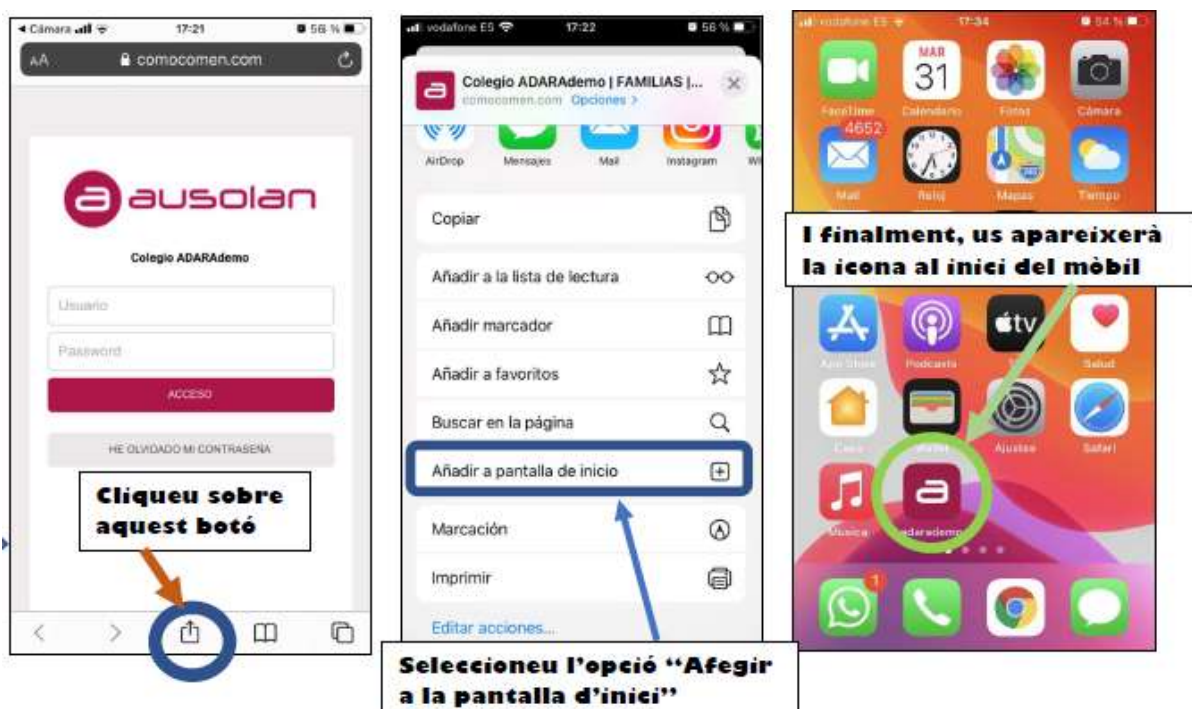 Cámara
17:21
56 %
AA
comocomen.com
ausolan
Colegio ADARAdemo
Usuario
Password
ACCESO
HE OLVIDADO MI CONTRASEÑA
Cliqueu sobre
aquest botó
vodafone ES
17:22
56 %
Colegio ADARAdemo | FAMILIAS |...
comocomen.com Opciones >
AirDrop
Mensajes
Mail
Instagram
Copiar
Añadir a la lista de lectura
Añadir marcador
Añadir a favoritos
Buscar en la página
Añadir a pantalla de inicio
Marcación
Imprimir
Editar acciones...
Seleccioneu l’opció “Afegir
a la pantalla d’inici”
vodafone ES
17:34
54 %
MAR
31
FaceTime
Calendario
Fotos
Cámara
4652
Mail
Reloj
Mapas
Tiempo
I finalment, us apareixerà
la icona al inici del mòbil
tv
App Store
Podcasts
Salud
Casa
Wallet
Ajustes
Safari
Música
adarademo
1